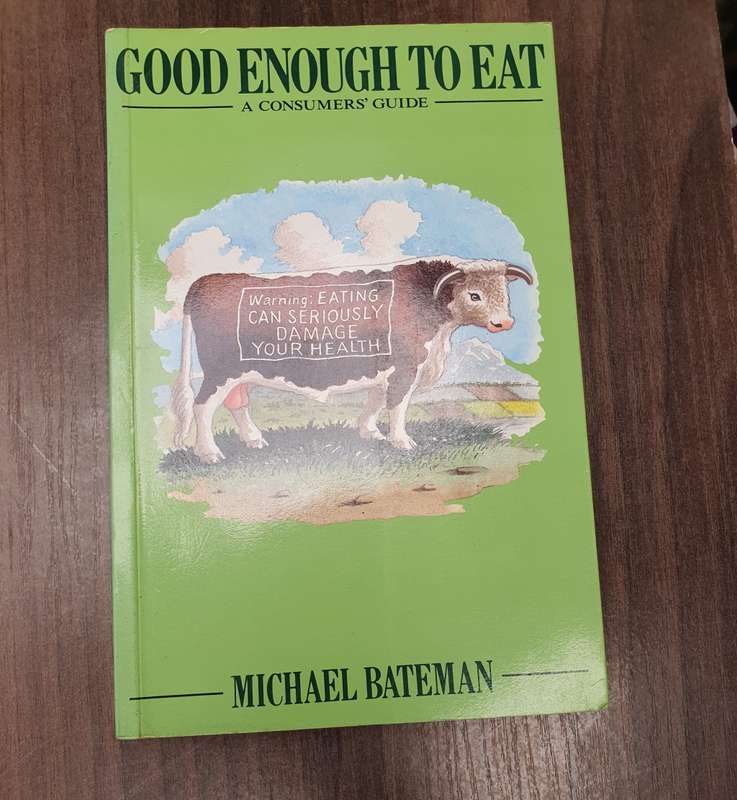 GOOD ENOUGH TO EAT
A CONSUMERS' GUIDE
Warning: EATING
CAN SERIOUSLY
DAMAGE
YOUR HEALTH
MICHAEL BATEMAN